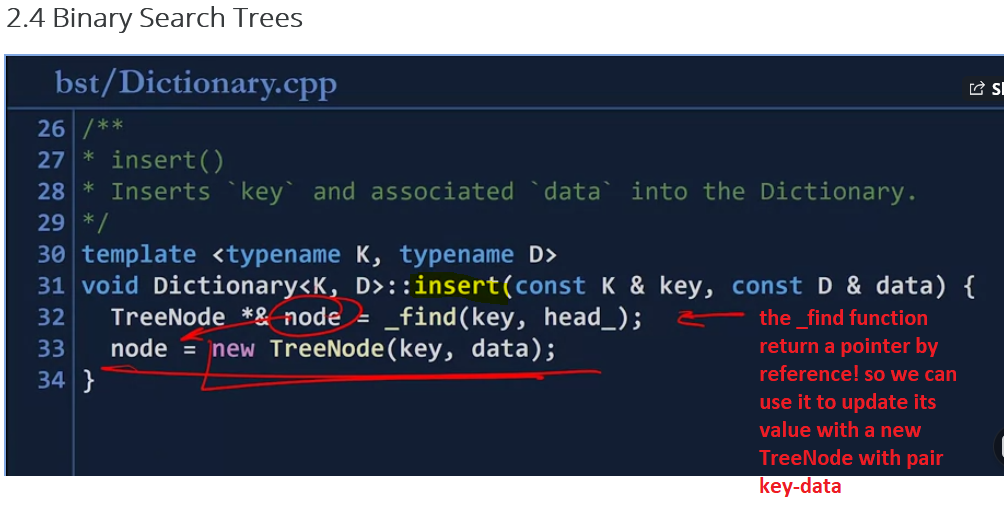 2.4 Binary Search Trees
bst/Dictionary.cpp
26 /**
27 * insert()
28 * Inserts `key` and associated `data` into the Dictionary.
29 */
30 template <typename K, typename D>
31 void Dictionary<K, D>::insert(const K & key, const D & data) {
32 TreeNode *& node = _find(key, head_);
33 node = new TreeNode(key, data);
34 }
the _find function
return a pointer by
reference! so we can
use it to update its
value with a new
TreeNode with pair
key-data